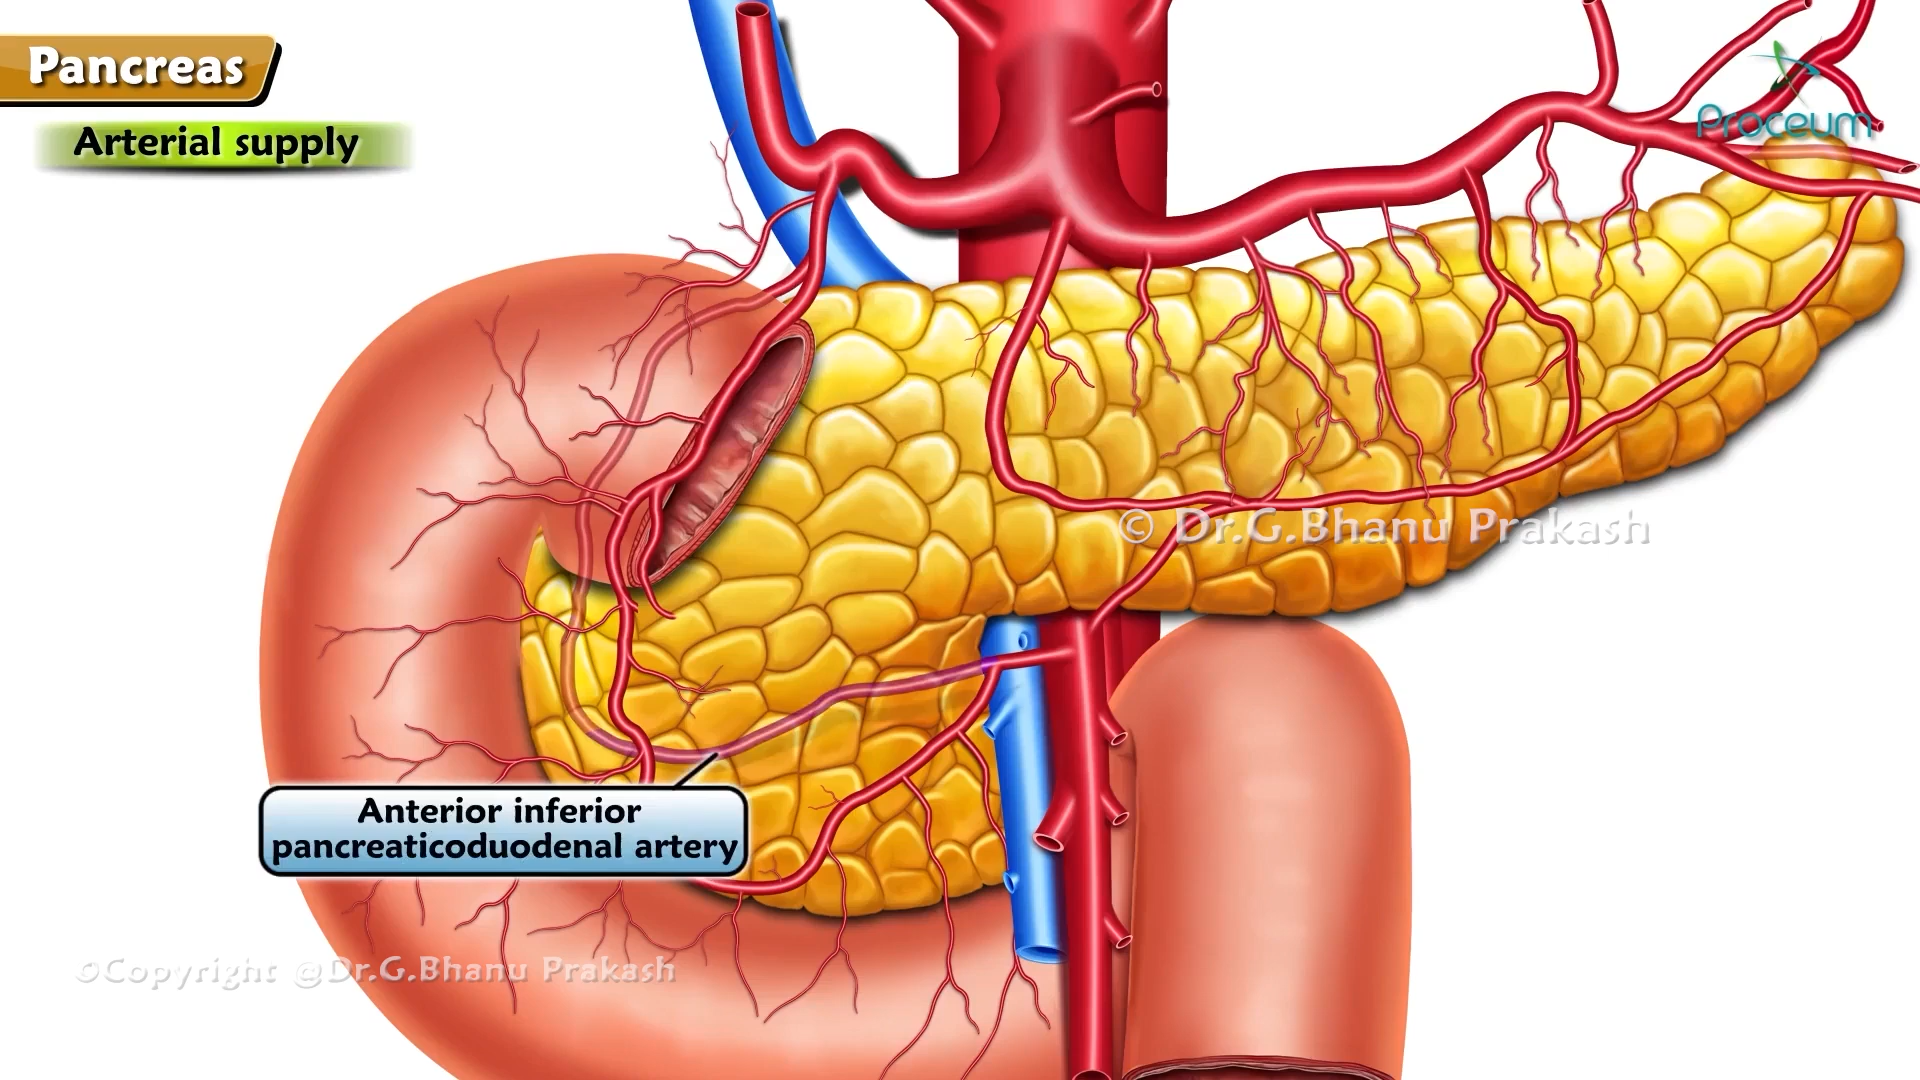 Pancreas
Arterial supply
Proceum
© Dr.G.Bhanu Prakash
Anterior inferior
pancreaticoduodenal artery
©Copyright @Dr.G.Bhanu Prakash